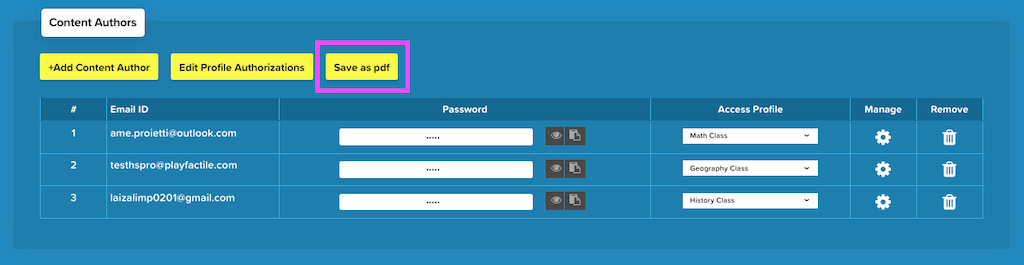 Content Authors
+Add Content Author Edit Profile Authorizations Save as pdf
# Email ID Password Access Profile Manage Remove
1 ame.proietti@outlook.com ••••• Math Class
2 testhspro@playfactile.com ••••• Geography Class
3 laizalimp0201@gmail.com ••••• History Class